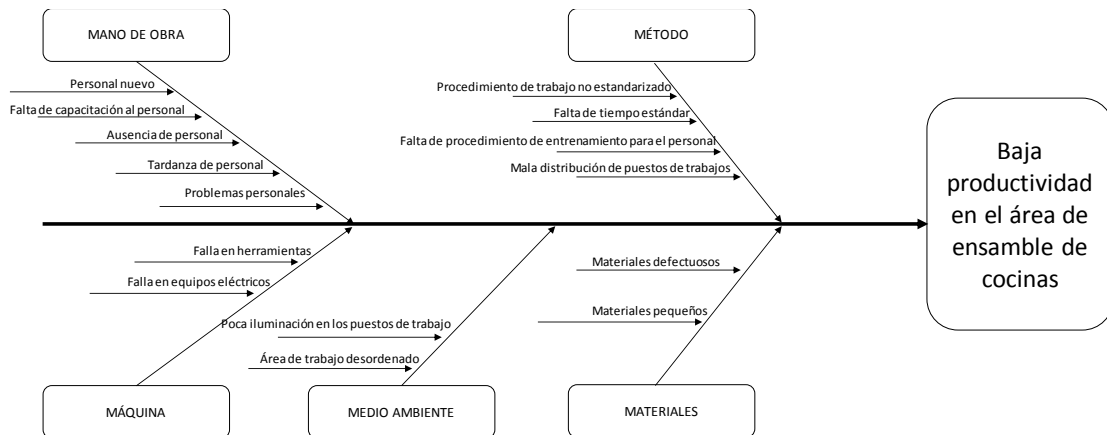 MANO DE OBRA
MÉTODO
Personal nuevo
Falta de capacitación al personal
Ausencia de personal
Tardanza de personal
Problemas personales
Procedimiento de trabajo no estandarizado
Falta de tiempo estándar
Falta de procedimiento de entrenamiento para el personal
Mala distribución de puestos de trabajos
Baja
productividad
en el área de
ensamble de
cocinas
Falla en herramientas
Falla en equipos eléctricos
Poca iluminación en los puestos de trabajo
Área de trabajo desordenado
Materiales defectuosos
Materiales pequeños
MÁQUINA
MEDIO AMBIENTE
MATERIALES